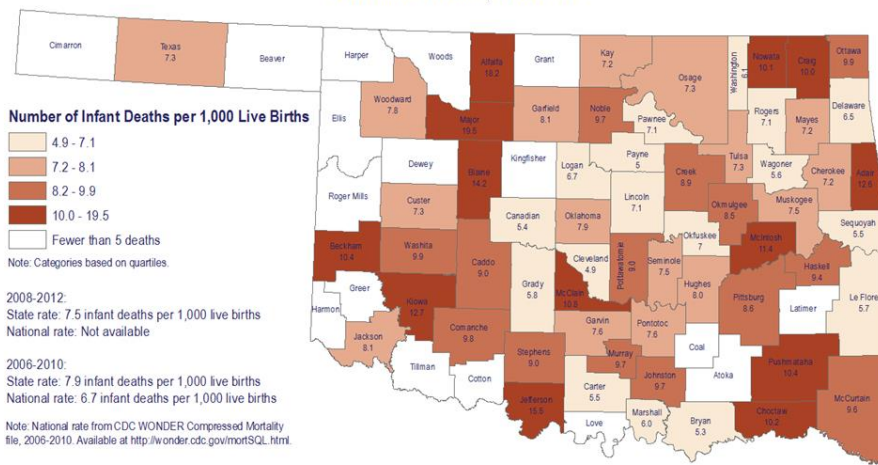 Cimarron
Texas
7.3
Beaver
Harper
Woods
Alfalfa
18.2
Grant
Kay
7.2
Osage
7.3
Washington
6.1
Nowata
10.1
Craig
10.0
Ottawa
9.9
Number of Infant Deaths per 1,000 Live Births
4.9 - 7.1
7.2 - 8.1
8.2 - 9.9
10.0 - 19.5
Fewer than 5 deaths
Note: Categories based on quartiles.
2008-2012:
State rate: 7.5 infant deaths per 1,000 live births
National rate: Not available
2006-2010:
State rate: 7.9 infant deaths per 1,000 live births
National rate: 6.7 infant deaths per 1,000 live births
Note: National rate from CDC WONDER Compressed Mortality
file, 2006-2010. Available at http://wonder.cdc.gov/mortSQL.html.
Ellis
Woodward
7.8
Major
19.5
Garfield
8.1
Noble
9.7
Pawnee
7.1
Rogers
7.1
Mayes
7.2
Delaware
6.5
Roger Mills
Dewey
Blaine
14.2
Kingfisher
Logan
6.7
Payne
5
Creek
8.9
Tulsa
7.3
Wagoner
5.6
Cherokee
7.2
Adair
12.6
Custer
7.3
Canadian
5.4
Oklahoma
7.9
Lincoln
7.1
Okmulgee
8.5
Muskogee
7.5
Sequoyah
5.5
Beckham
10.4
Washita
9.9
Caddo
9.0
Grady
5.8
Cleveland
4.9
Pottawatomie
9.0
Seminole
7.5
Okfuskee
7
McIntosh
11.4
Haskell
9.4
Le Flore
5.7
Greer
Harmon
Kiowa
12.7
McClain
Hughes
8.0
Pittsburg
8.6
Latimer
Jackson
8.1
Comanche
9.8
Garvin
7.6
Pontotoc
7.6
Coal
Tillman
Cotton
Stephens
9.0
Murray
9.7
Johnston
9.7
Atoka
Pushmataha
10.4
McCurtain
9.6
Jefferson
15.5
Carter
5.5
Love
Marshall
6.0
Bryan
5.3
Choctaw
10.2